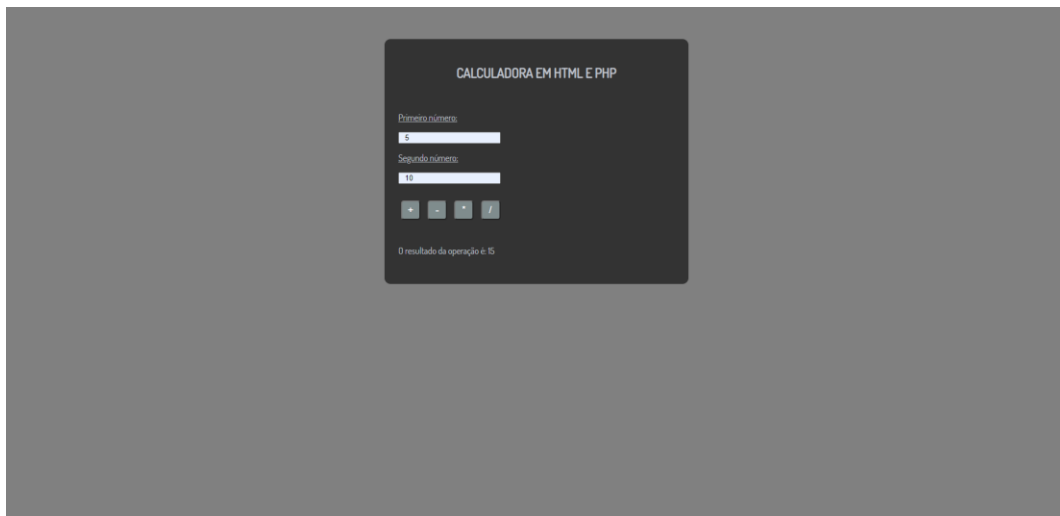 CALCULADORA EM HTML E PHP
Primeiro número:
5
Segundo número:
10
+ - * /
O resultado da operação é: 15